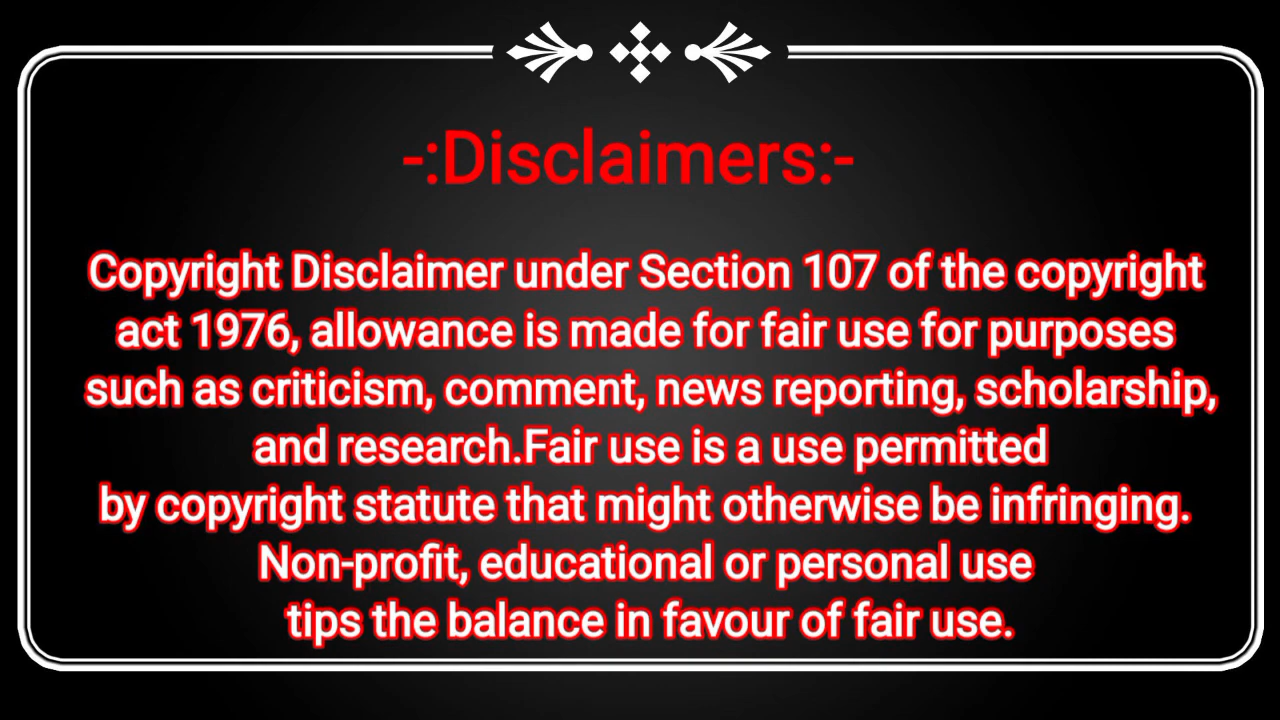 -:Disclaimers:-
Copyright Disclaimer under Section 107 of the copyright
act 1976, allowance is made for fair use for purposes
such as criticism, comment, news reporting, scholarship,
and research.Fair use is a use permitted
by copyright statute that might otherwise be infringing.
Non-profit, educational or personal use
tips the balance in favour of fair use.